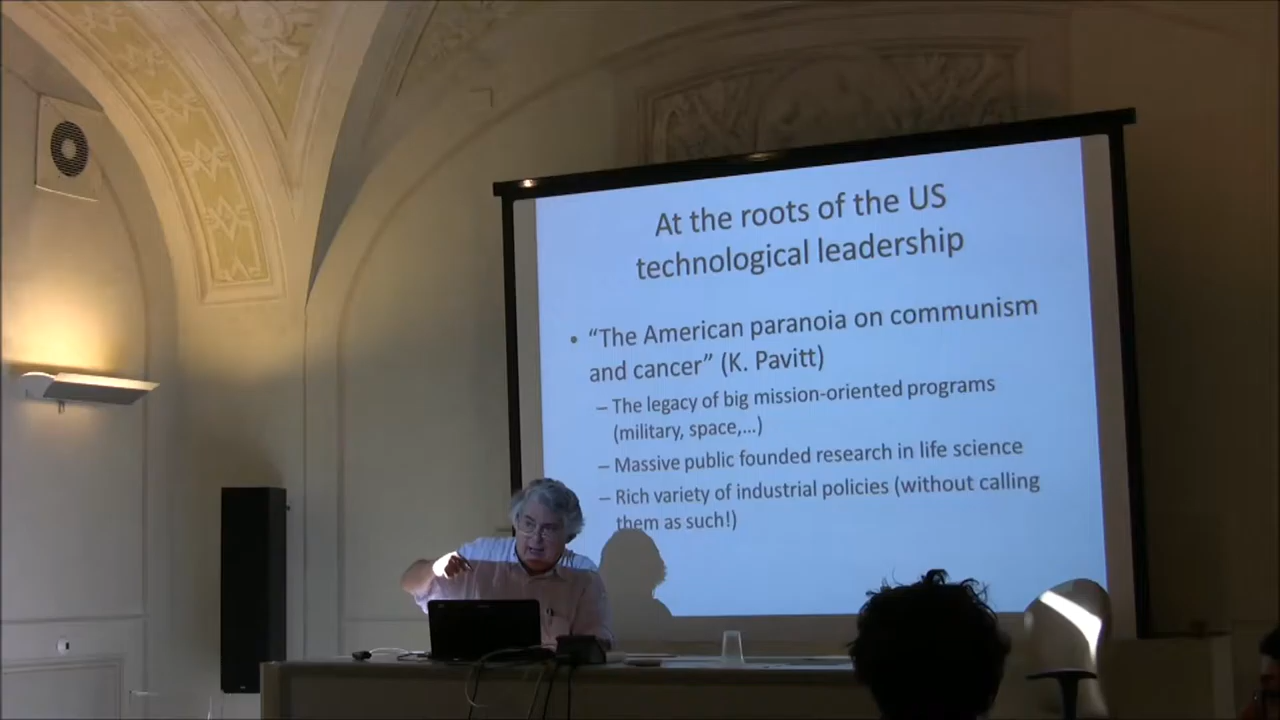 At the roots of the US
technological leadership
• “The American paranoia on communism
and cancer” (K. Pavitt)
– The legacy of big mission-oriented programs
(military, space,...)
– Massive public founded research in life science
– Rich variety of industrial policies (without calling
them as such!)